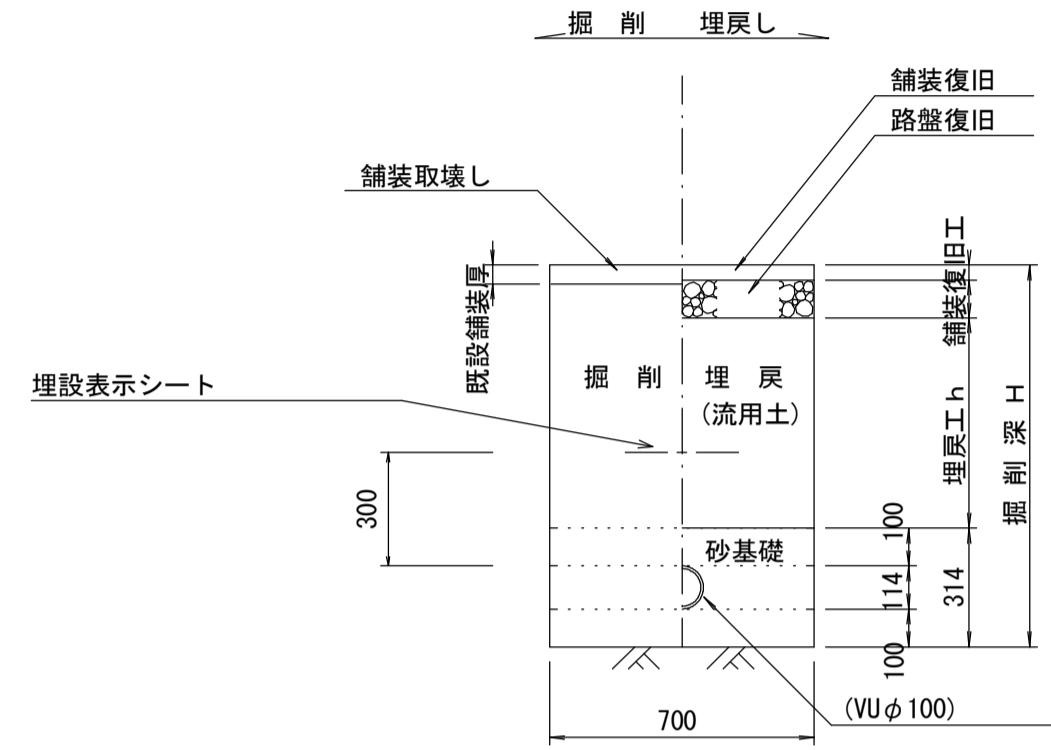 掘 削 埋戻し
舗装復旧
路盤復旧
舗装取壊し
既設舗装厚
舗装復旧工
埋設表示シート
掘 削 埋 戻
(流用土)
埋戻工h
掘 削 深 H
300
砂基礎
100
114
100
314
700
(VUφ100)